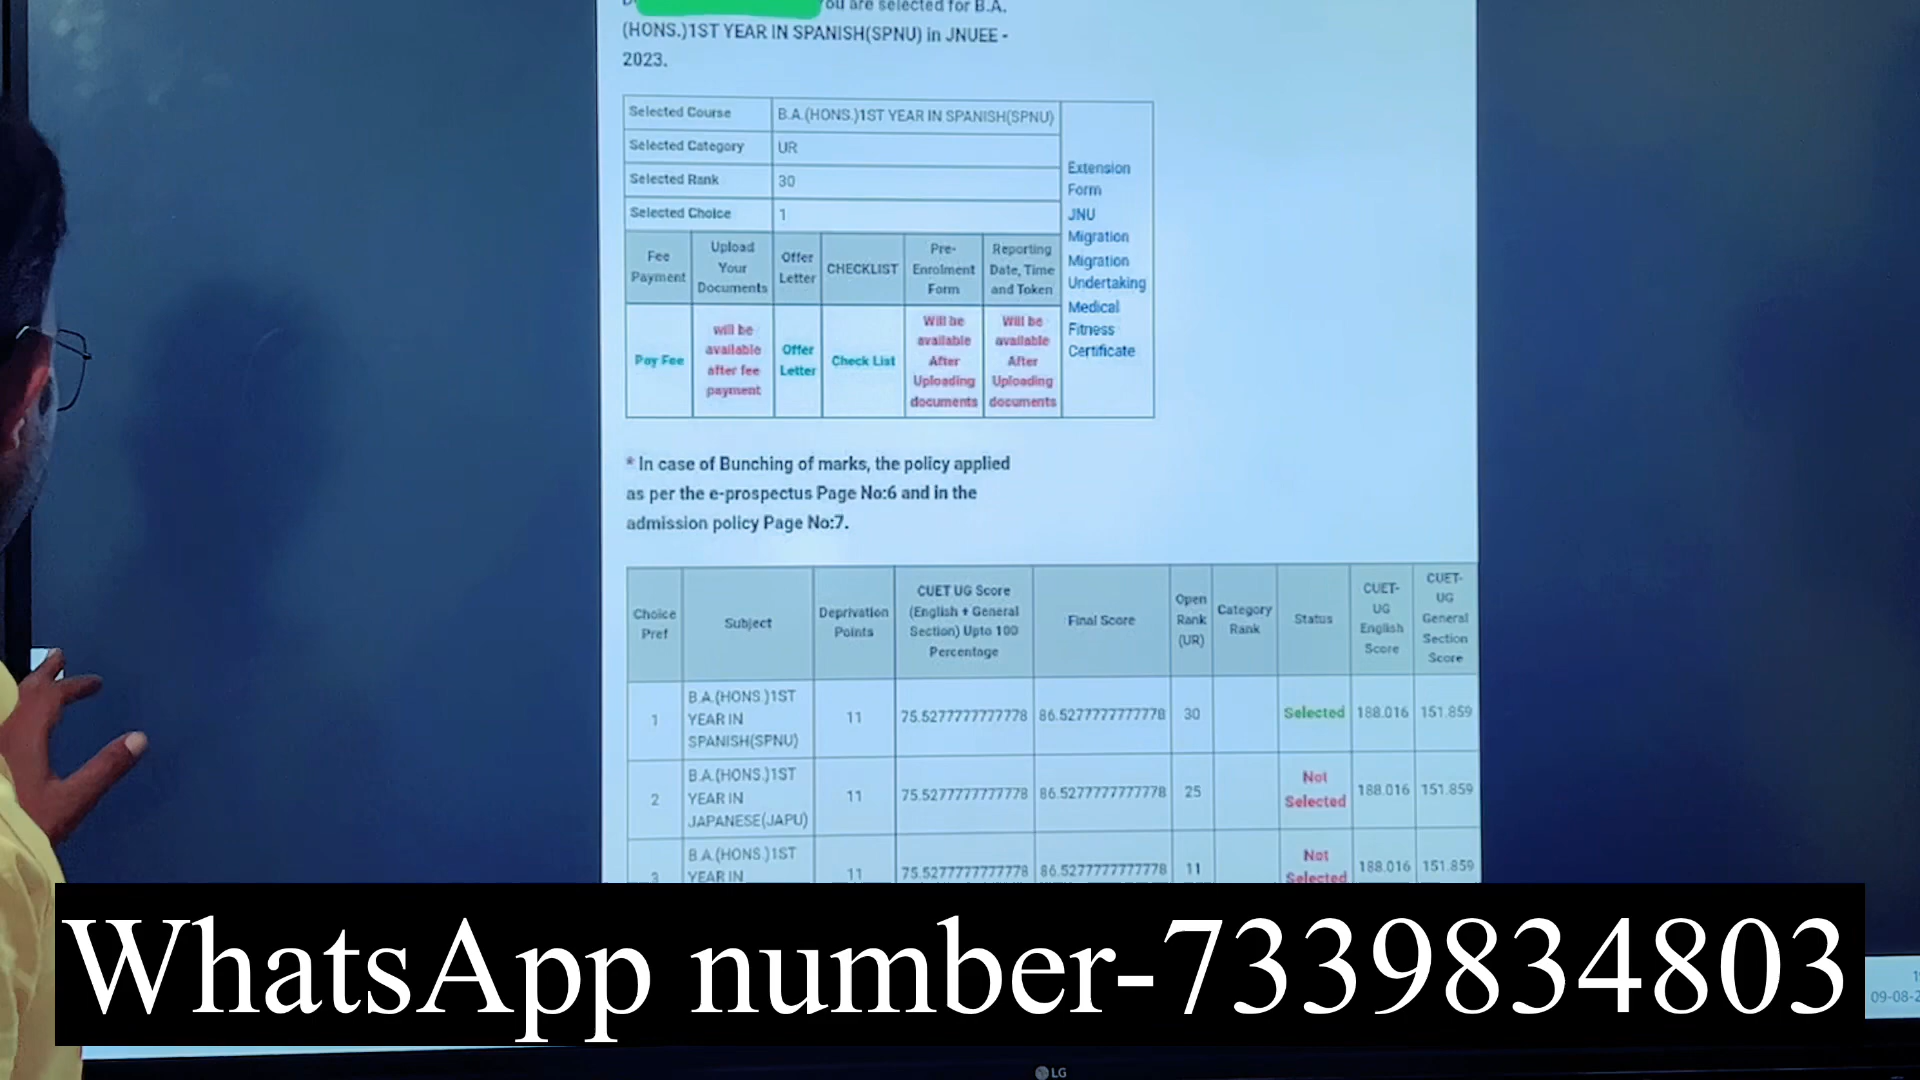 ou are selected for B.A.
(HONS.)1ST YEAR IN SPANISH(SPNU) in JNUEE -
2023.
Selected Course B.A.(HONS.)1ST YEAR IN SPANISH(SPNU)
Selected Category UR
Selected Rank 30
Selected Choice 1
Extension
Form
JNU
Migration
Migration
Undertaking
Medical
Fitness
Certificate
Fee
Payment
Upload
Your
Documents
Offer
Letter
CHECKLIST
Pre-
Enrolment
Form
Reporting
Date, Time
and Token
Pay Fee
will be
available
after fee
payment
Offer
Letter
Check List
Will be
available
After
Uploading
documents
Will be
available
After
Uploading
documents
* In case of Bunching of marks, the policy applied
as per the e-prospectus Page No:6 and in the
admission policy Page No:7.
Choice
Pref
Subject
Deprivation
Points
CUET UG Score
(English + General
Section) Upto 100
Percentage
Final Score
Open
Rank
(UR)
Category
Rank
Status
CUET-
UG
English
Score
CUET-
UG
General
Section
Score
1
B.A.(HONS.)1ST
YEAR IN
SPANISH(SPNU)
11 75.5277777777778 86.5277777777778 30 Selected 188.016 151.859
2
B.A.(HONS.)1ST
YEAR IN
JAPANESE(JAPU)
11 75.5277777777778 86.5277777777778 25
Not
Selected
188.016 151.859
3
B.A.(HONS.)1ST
YEAR IN
11 75.5277777777778 86.5277777777778 11
Not
Selected
188.016 151.859
WhatsApp number-7339834803
09-08-2
LG